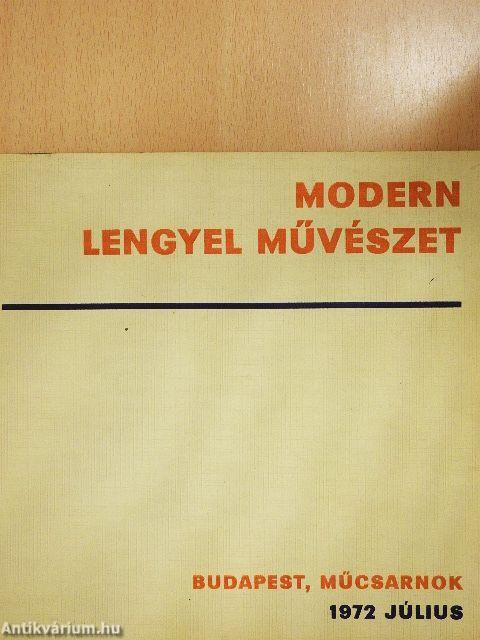 MODERN
LENGYEL MŰVÉSZET
BUDAPEST, MŰCSARNOK
1972 JÚLIUS
Antikvárium.hu